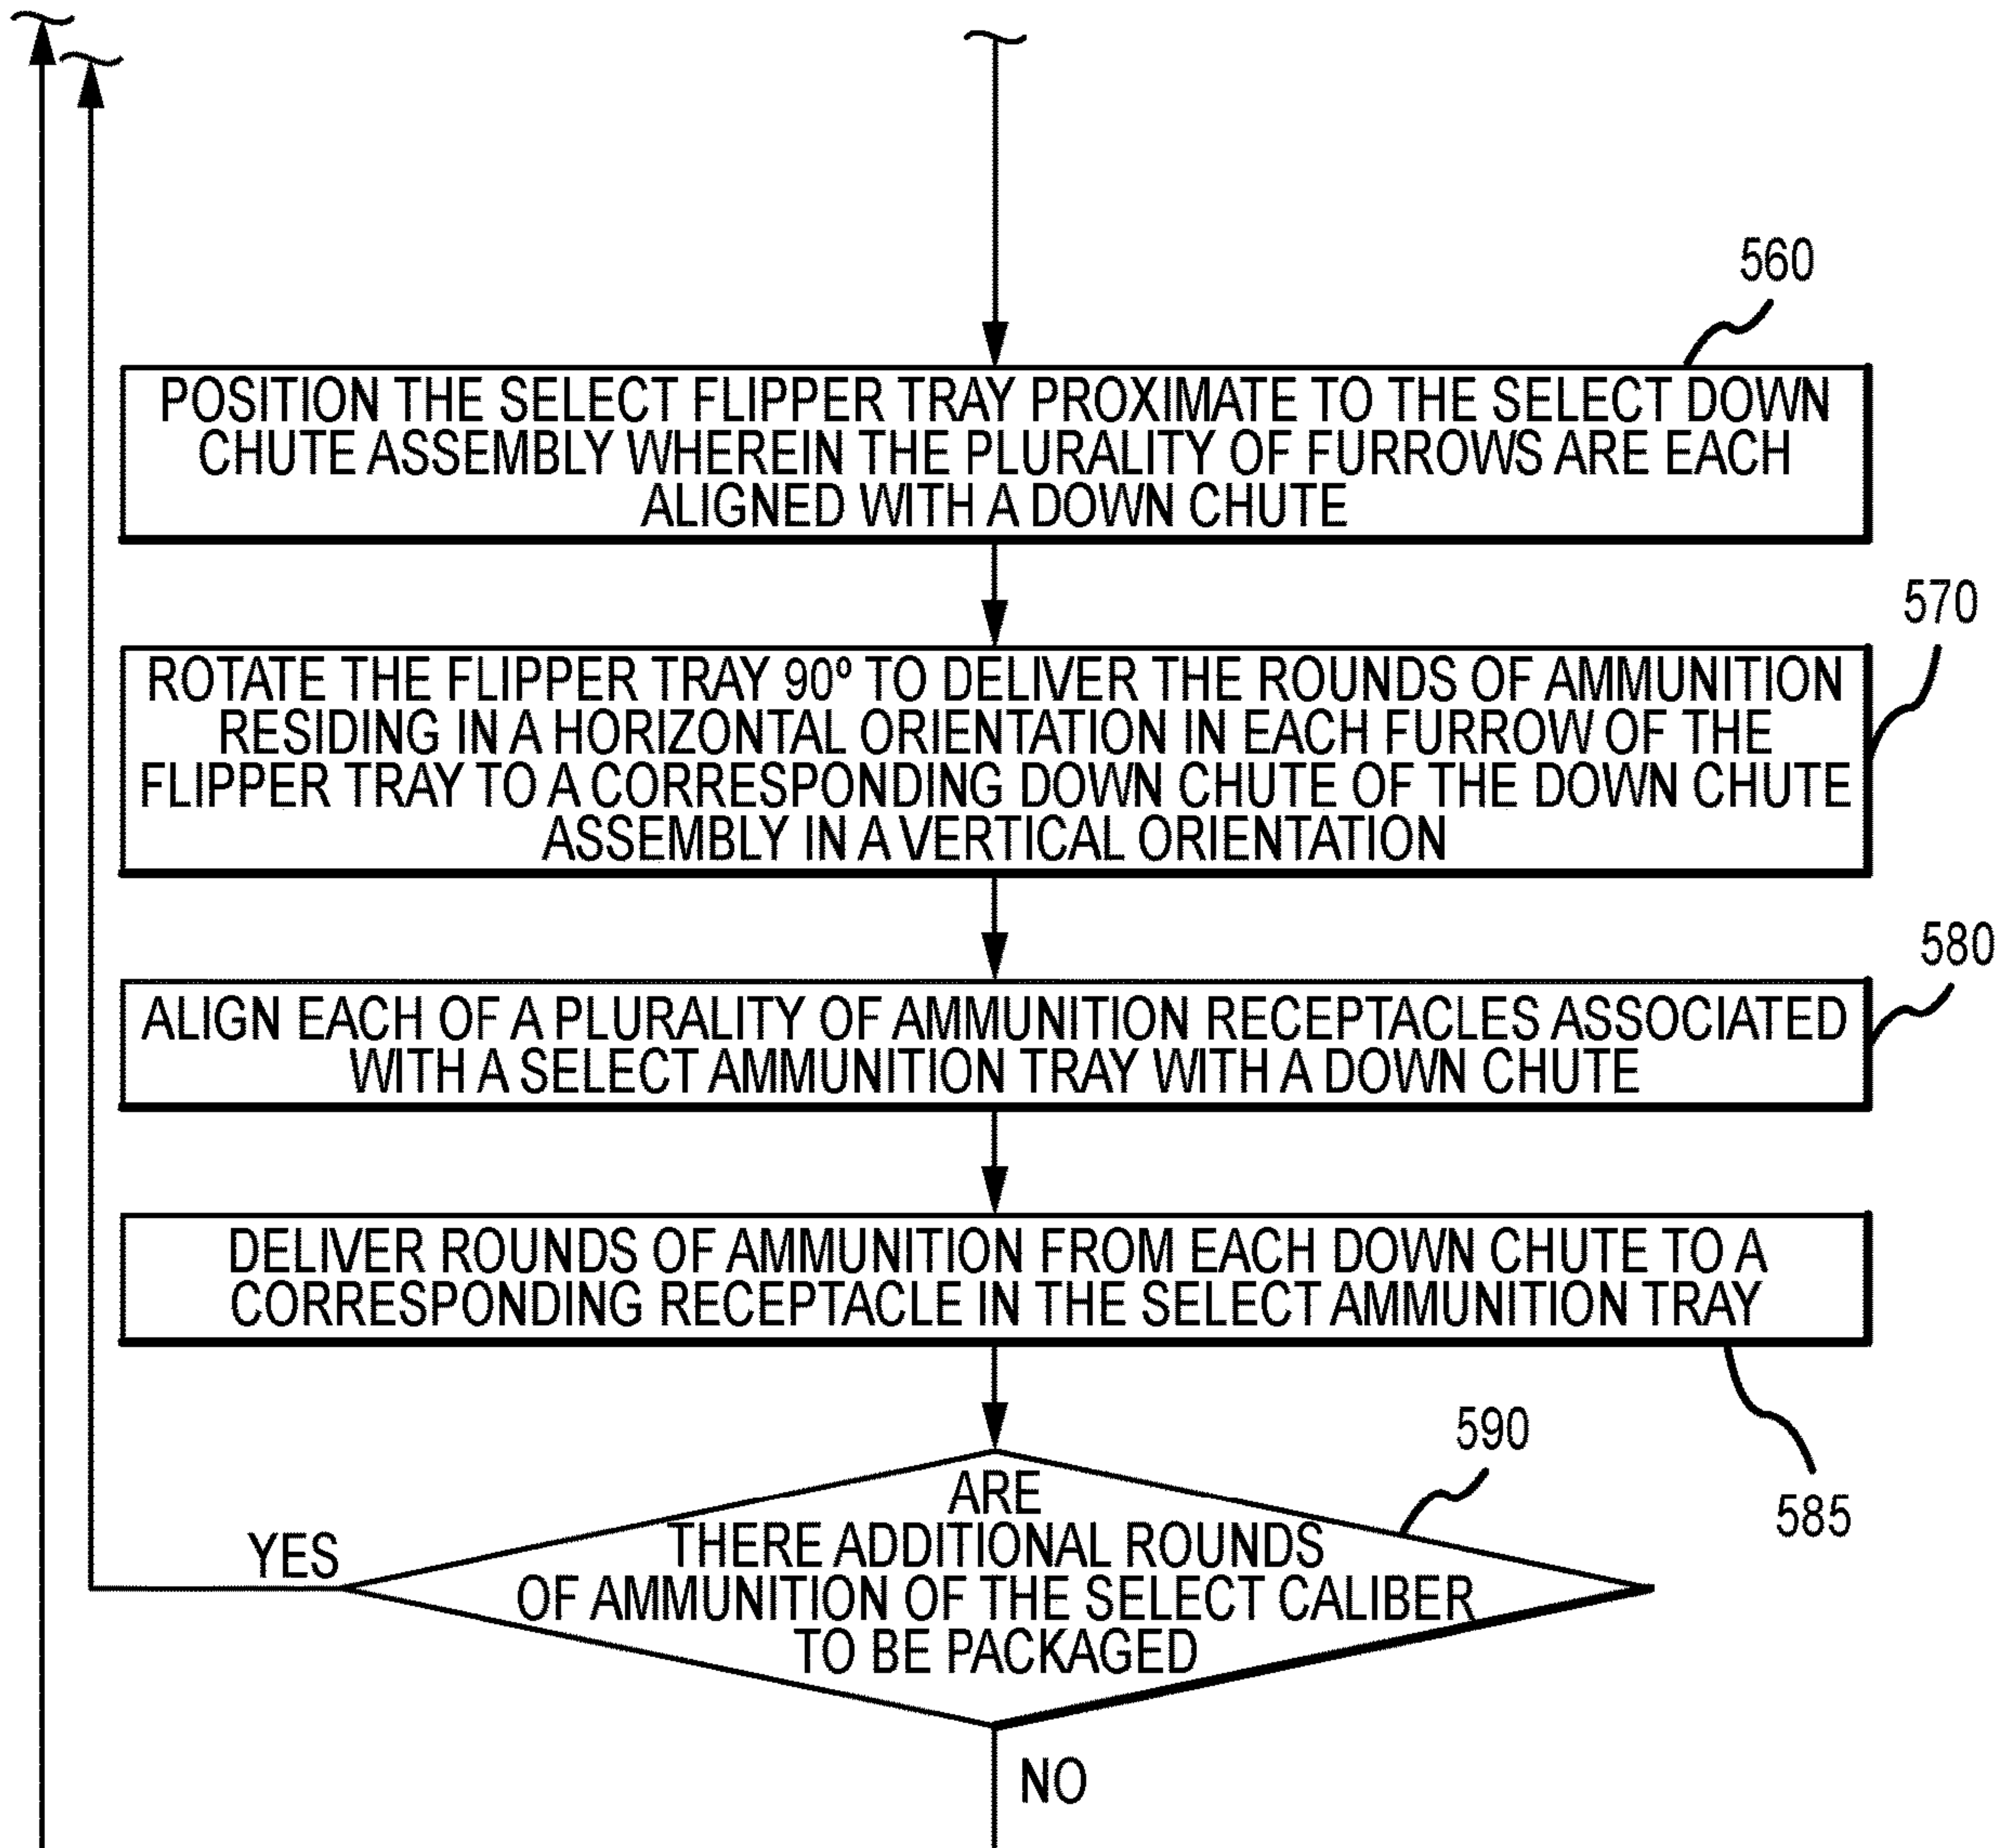 560
POSITION THE SELECT FLIPPER TRAY PROXIMATE TO THE SELECT DOWN
CHUTE ASSEMBLY WHEREIN THE PLURALITY OF FURROWS ARE EACH
ALIGNED WITH A DOWN CHUTE
570
ROTATE THE FLIPPER TRAY 90º TO DELIVER THE ROUNDS OF AMMUNITION
RESIDING IN A HORIZONTAL ORIENTATION IN EACH FURROW OF THE
FLIPPER TRAY TO A CORRESPONDING DOWN CHUTE OF THE DOWN CHUTE
ASSEMBLY IN A VERTICAL ORIENTATION
580
ALIGN EACH OF A PLURALITY OF AMMUNITION RECEPTACLES ASSOCIATED
WITH A SELECT AMMUNITION TRAY WITH A DOWN CHUTE
DELIVER ROUNDS OF AMMUNITION FROM EACH DOWN CHUTE TO A
CORRESPONDING RECEPTACLE IN THE SELECT AMMUNITION TRAY
585
590
ARE
THERE ADDITIONAL ROUNDS
OF AMMUNITION OF THE SELECT CALIBER
TO BE PACKAGED
YES
NO